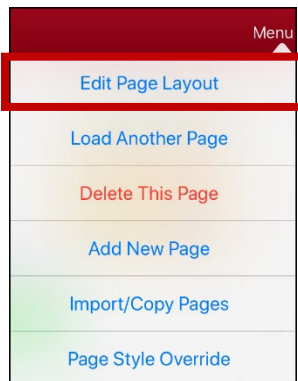 Menu
Edit Page Layout
Load Another Page
Delete This Page
Add New Page
Import/Copy Pages
Page Style Override